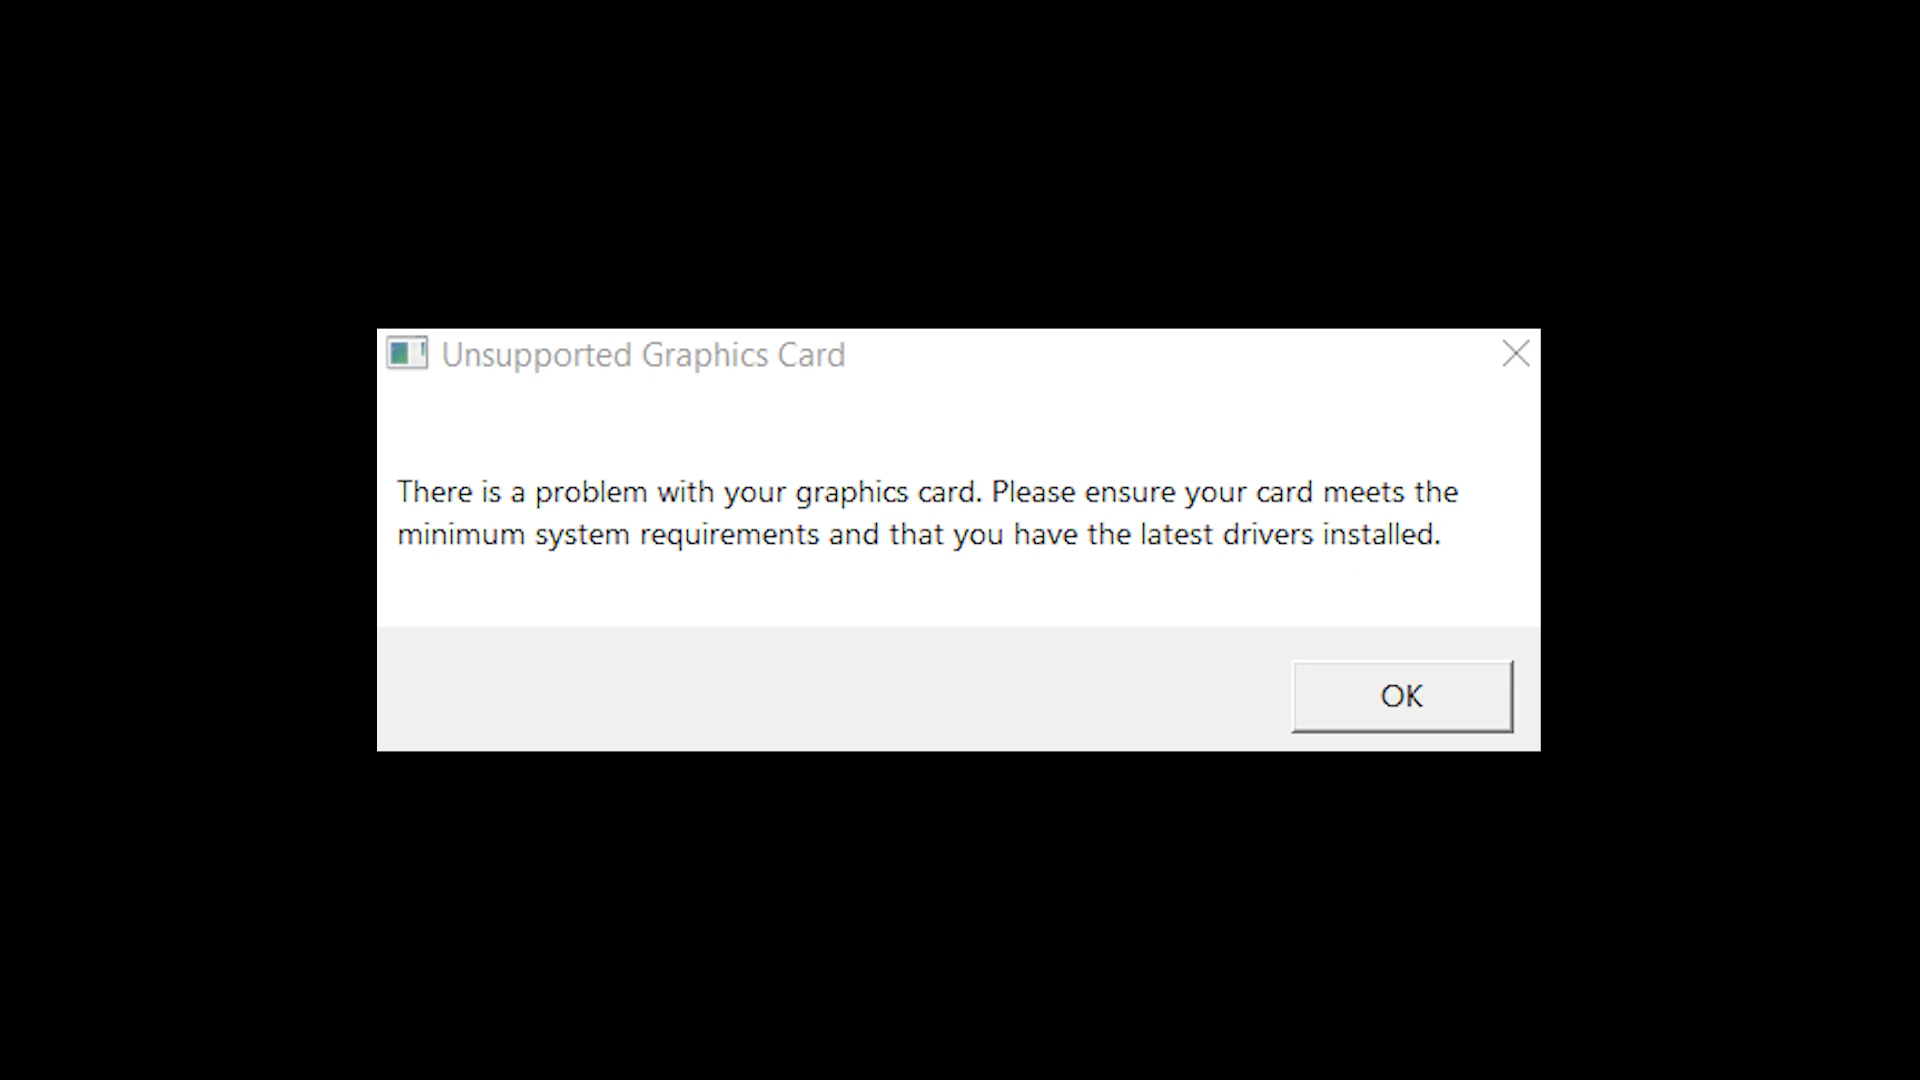 Unsupported Graphics Card
There is a problem with your graphics card. Please ensure your card meets the
minimum system requirements and that you have the latest drivers installed.
OK